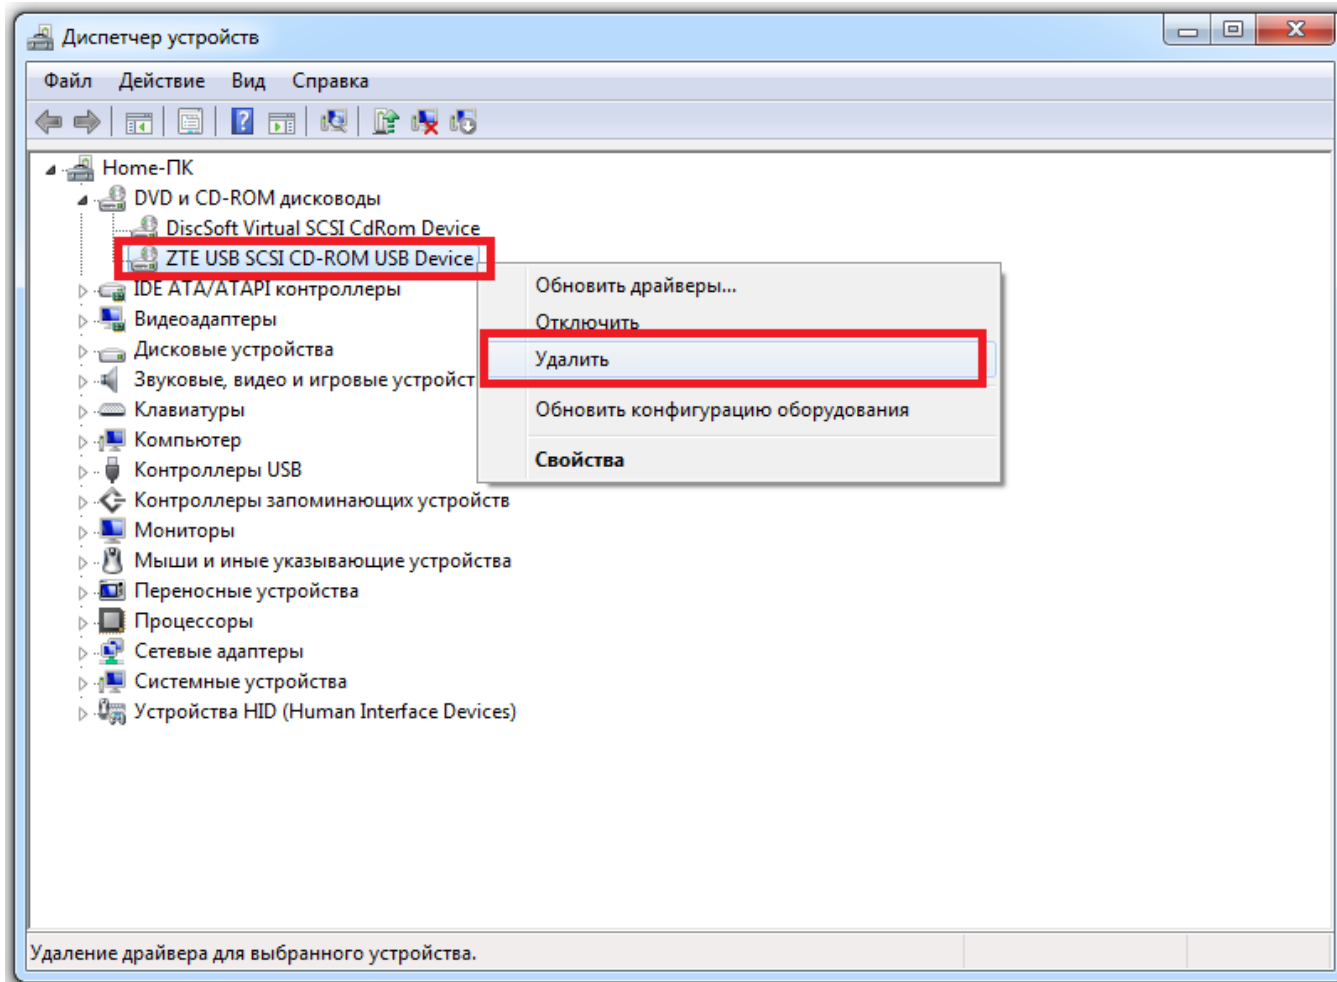 Диспетчер устройств
Файл Действие Вид Справка
Home-ПК
DVD и CD-ROM дисководы
DiscSoft Virtual SCSI CdRom Device
ZTE USB SCSI CD-ROM USB Device
IDE ATA/ATAPI контроллеры
Видеоадаптеры
Дисковые устройства
Звуковые, видео и игровые устройст
Клавиатуры
Компьютер
Контроллеры USB
Контроллеры запоминающих устройств
Мониторы
Мыши и иные указывающие устройства
Переносные устройства
Процессоры
Сетевые адаптеры
Системные устройства
Устройства HID (Human Interface Devices)
Обновить драйверы...
Отключить
Удалить
Обновить конфигурацию оборудования
Свойства
Удаление драйвера для выбранного устройства.